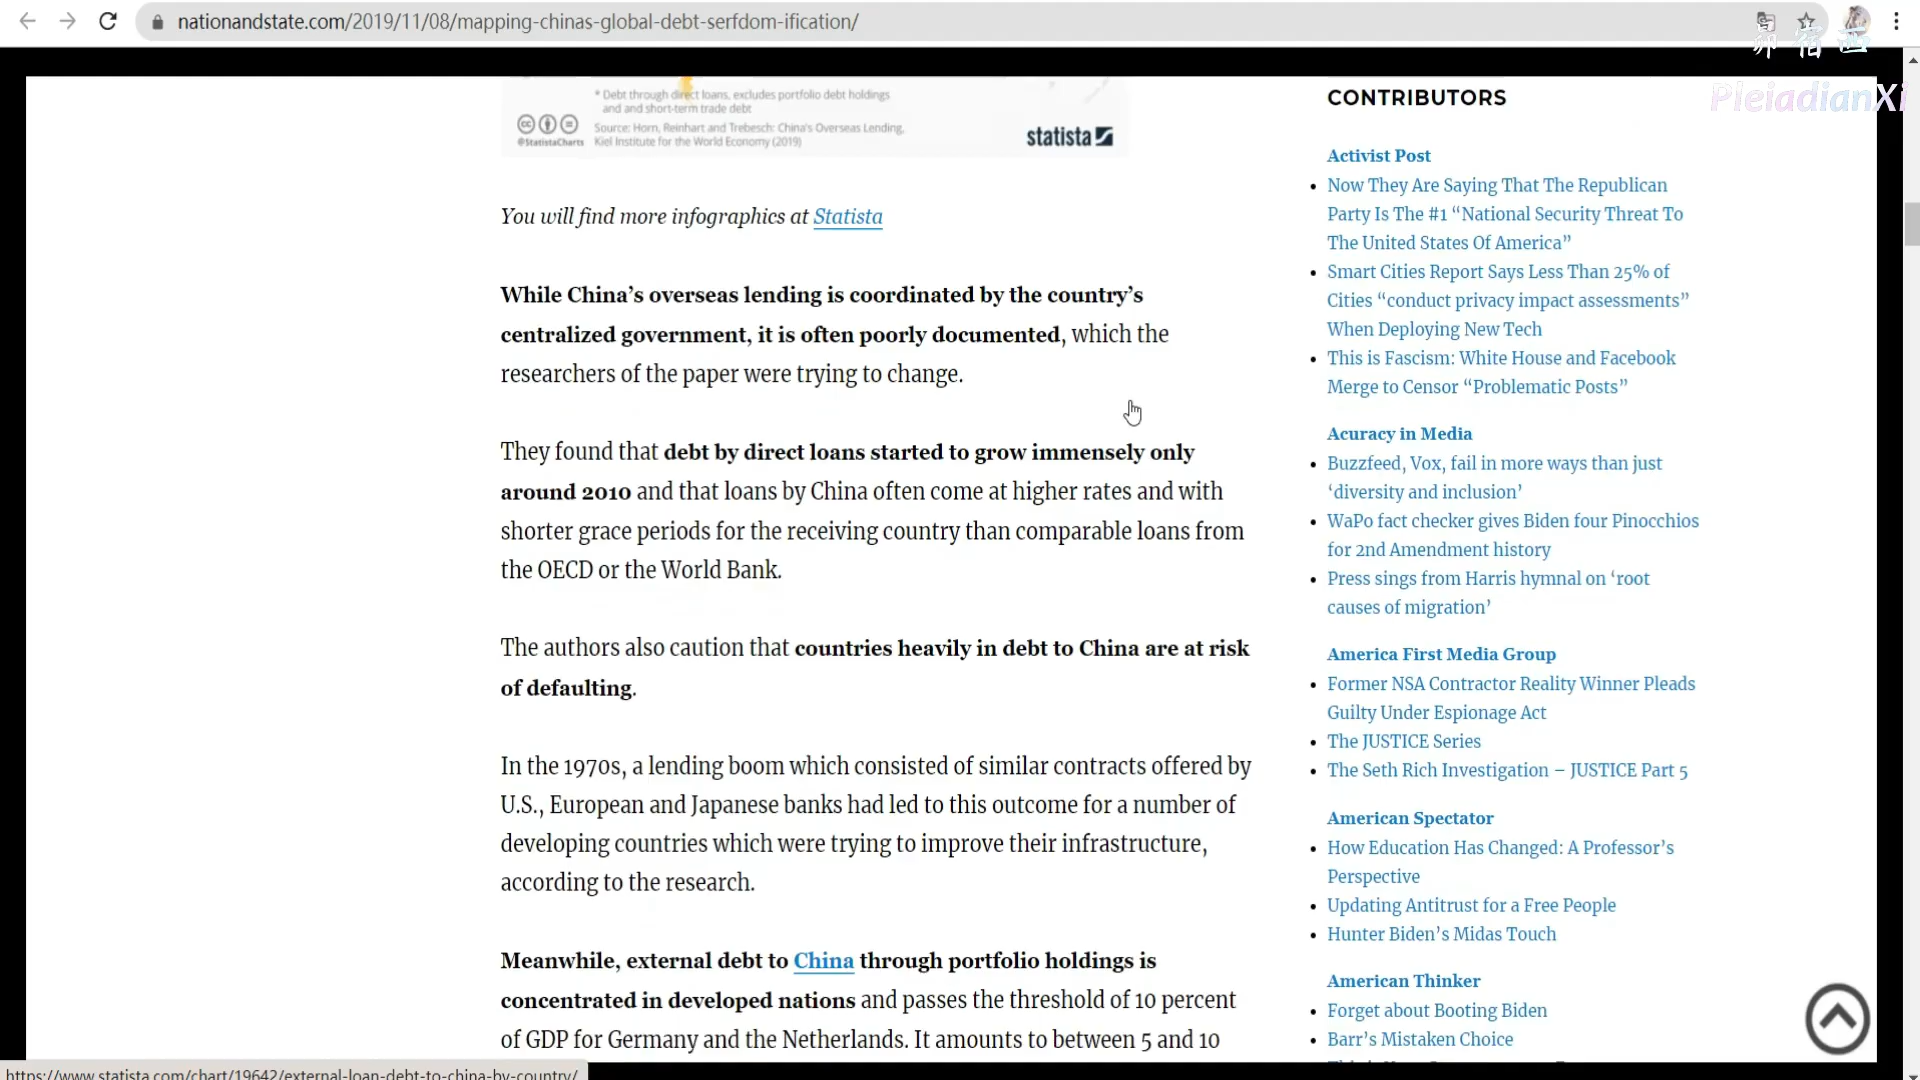 nationandstate.com/2019/11/08/mapping-chinas-global-debt-serfdom-ification/
昴宿西
PleiadianXi
* Debt through direct loans, excludes portfolio debt holdings
and and short-term trade debt
@StatistaCharts
Source: Horn, Reinhart and Trebesch: China's Overseas Lending,
Kiel Institute for the World Economy (2019)
statista
You will find more infographics at Statista
While China’s overseas lending is coordinated by the country’s
centralized government, it is often poorly documented, which the
researchers of the paper were trying to change.
They found that debt by direct loans started to grow immensely only
around 2010 and that loans by China often come at higher rates and with
shorter grace periods for the receiving country than comparable loans from
the OECD or the World Bank.
The authors also caution that countries heavily in debt to China are at risk
of defaulting.
In the 1970s, a lending boom which consisted of similar contracts offered by
U.S., European and Japanese banks had led to this outcome for a number of
developing countries which were trying to improve their infrastructure,
according to the research.
Meanwhile, external debt to China through portfolio holdings is
concentrated in developed nations and passes the threshold of 10 percent
of GDP for Germany and the Netherlands. It amounts to between 5 and 10
CONTRIBUTORS
Activist Post
Now They Are Saying That The Republican
Party Is The #1 “National Security Threat To
The United States Of America”
Smart Cities Report Says Less Than 25% of
Cities “conduct privacy impact assessments”
When Deploying New Tech
This is Fascism: White House and Facebook
Merge to Censor “Problematic Posts”
Acuracy in Media
Buzzfeed, Vox, fail in more ways than just
‘diversity and inclusion’
WaPo fact checker gives Biden four Pinocchios
for 2nd Amendment history
Press sings from Harris hymnal on ‘root
causes of migration’
America First Media Group
Former NSA Contractor Reality Winner Pleads
Guilty Under Espionage Act
The JUSTICE Series
The Seth Rich Investigation – JUSTICE Part 5
American Spectator
How Education Has Changed: A Professor’s
Perspective
Updating Antitrust for a Free People
Hunter Biden’s Midas Touch
American Thinker
Forget about Booting Biden
Barr’s Mistaken Choice
https://www.statista.com/chart/19642/external-loan-debt-to-china-by-country/